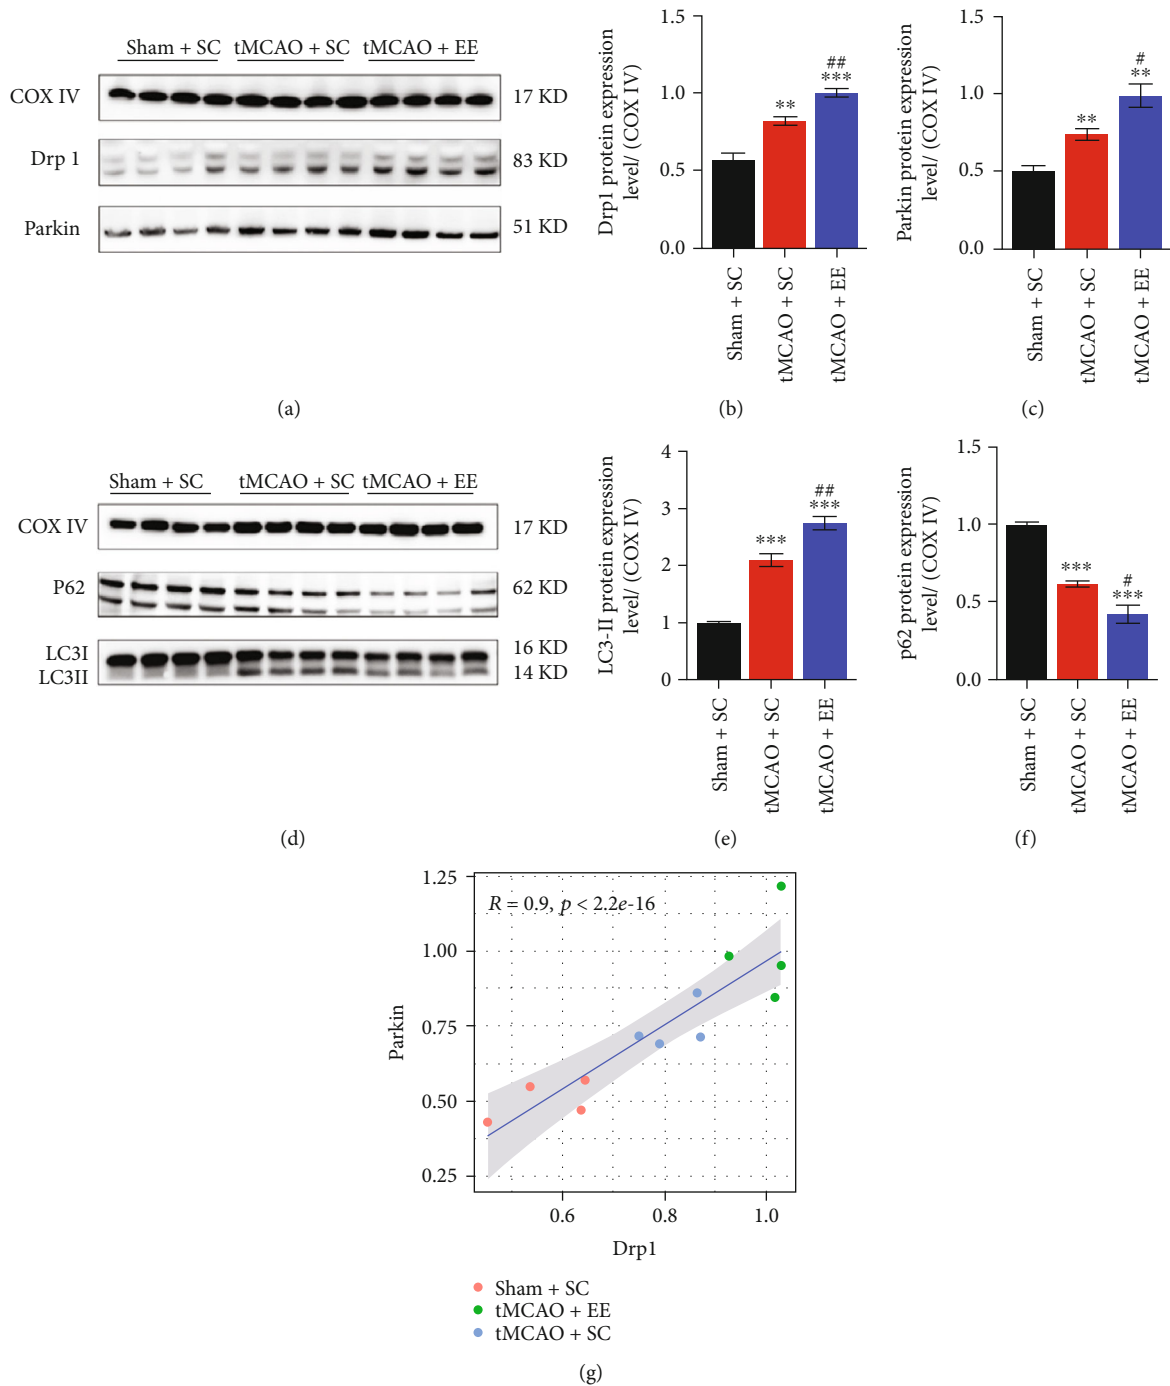 Sham + SC tMCAO + SC tMCAO + EE
COX IV 17 KD
Drp 1 83 KD
Parkin 51 KD
(a)
Drp1 protein expression
level/ (COX IV)
1.5
1.0
0.5
0.0
**
##
***
Sham + SC
tMCAO + SC
tMCAO + EE
(b)
Parkin protein expression
level/ (COX IV)
1.5
1.0
0.5
0.0
**
#
**
Sham + SC
tMCAO + SC
tMCAO + EE
(c)
Sham + SC tMCAO + SC tMCAO + EE
COX IV 17 KD
P62 62 KD
LC3I 16 KD
LC3II 14 KD
(d)
LC3-II protein expression
level/ (COX IV)
4
3
2
1
0
***
##
***
Sham + SC
tMCAO + SC
tMCAO + EE
(e)
p62 protein expression
level/ (COX IV)
1.5
1.0
0.5
0.0
***
#
***
Sham + SC
tMCAO + SC
tMCAO + EE
(f)
R = 0.9, p < 2.2e-16
Parkin
1.25
1.00
0.75
0.50
0.25
0.6 0.8 1.0
Drp1
Sham + SC
tMCAO + EE
tMCAO + SC
(g)